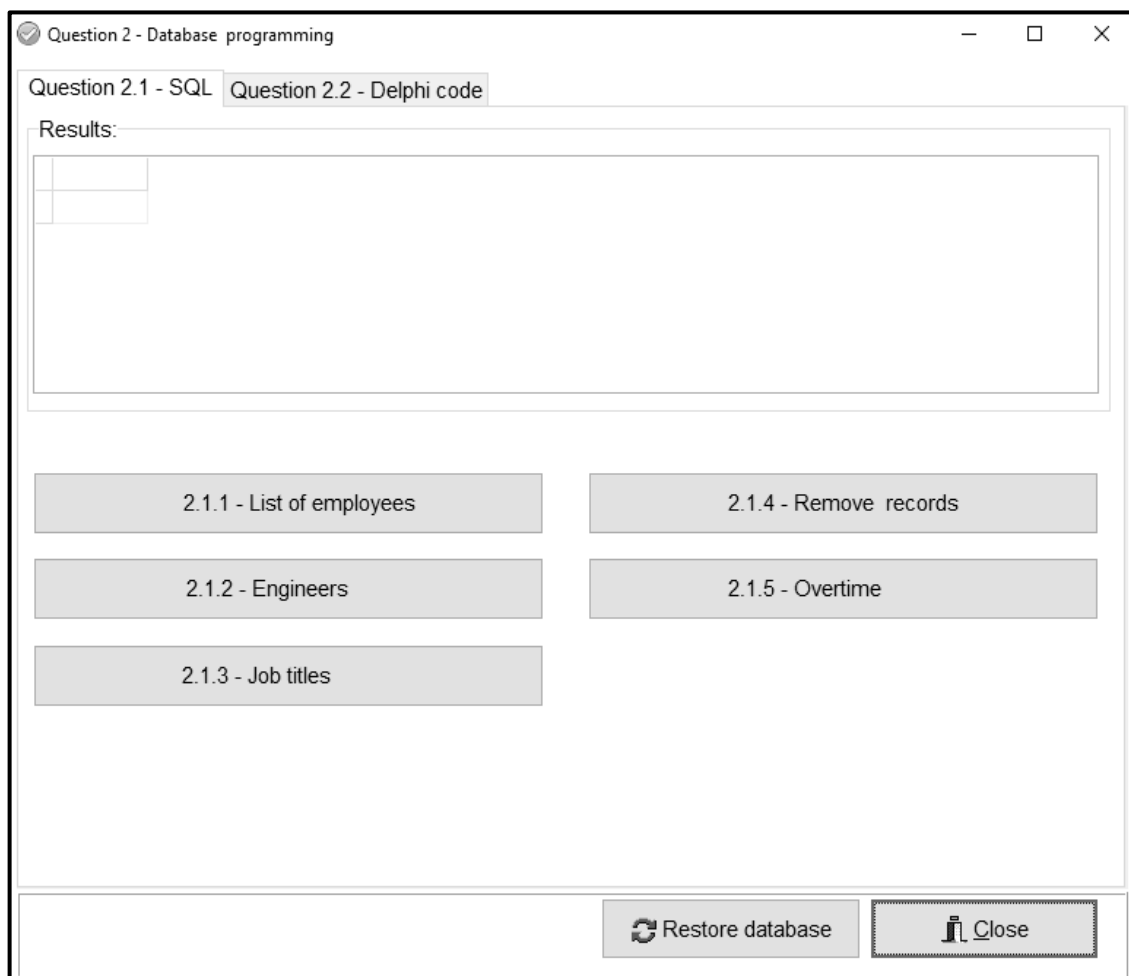 Question 2 - Database programming
Question 2.1 - SQL Question 2.2 - Delphi code
Results:
2.1.1 - List of employees 2.1.4 - Remove records
2.1.2 - Engineers 2.1.5 - Overtime
2.1.3 - Job titles
Restore database Close